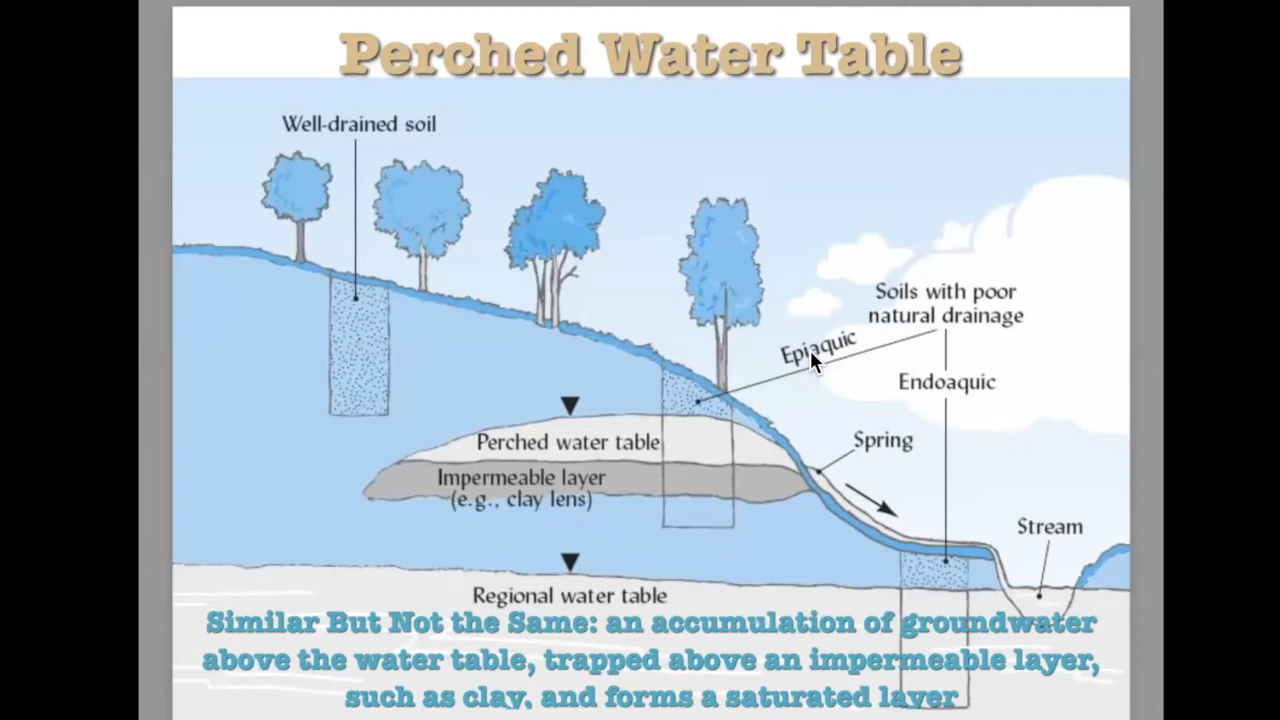 Perched Water Table
Well-drained soil
Soils with poor
natural drainage
Epiaquic
Endoaquic
Perched water table
Spring
Impermeable layer
(e.g., clay lens)
Stream
Regional water table
Similar But Not the Same: an accumulation of groundwater
above the water table, trapped above an impermeable layer,
such as clay, and forms a saturated layer